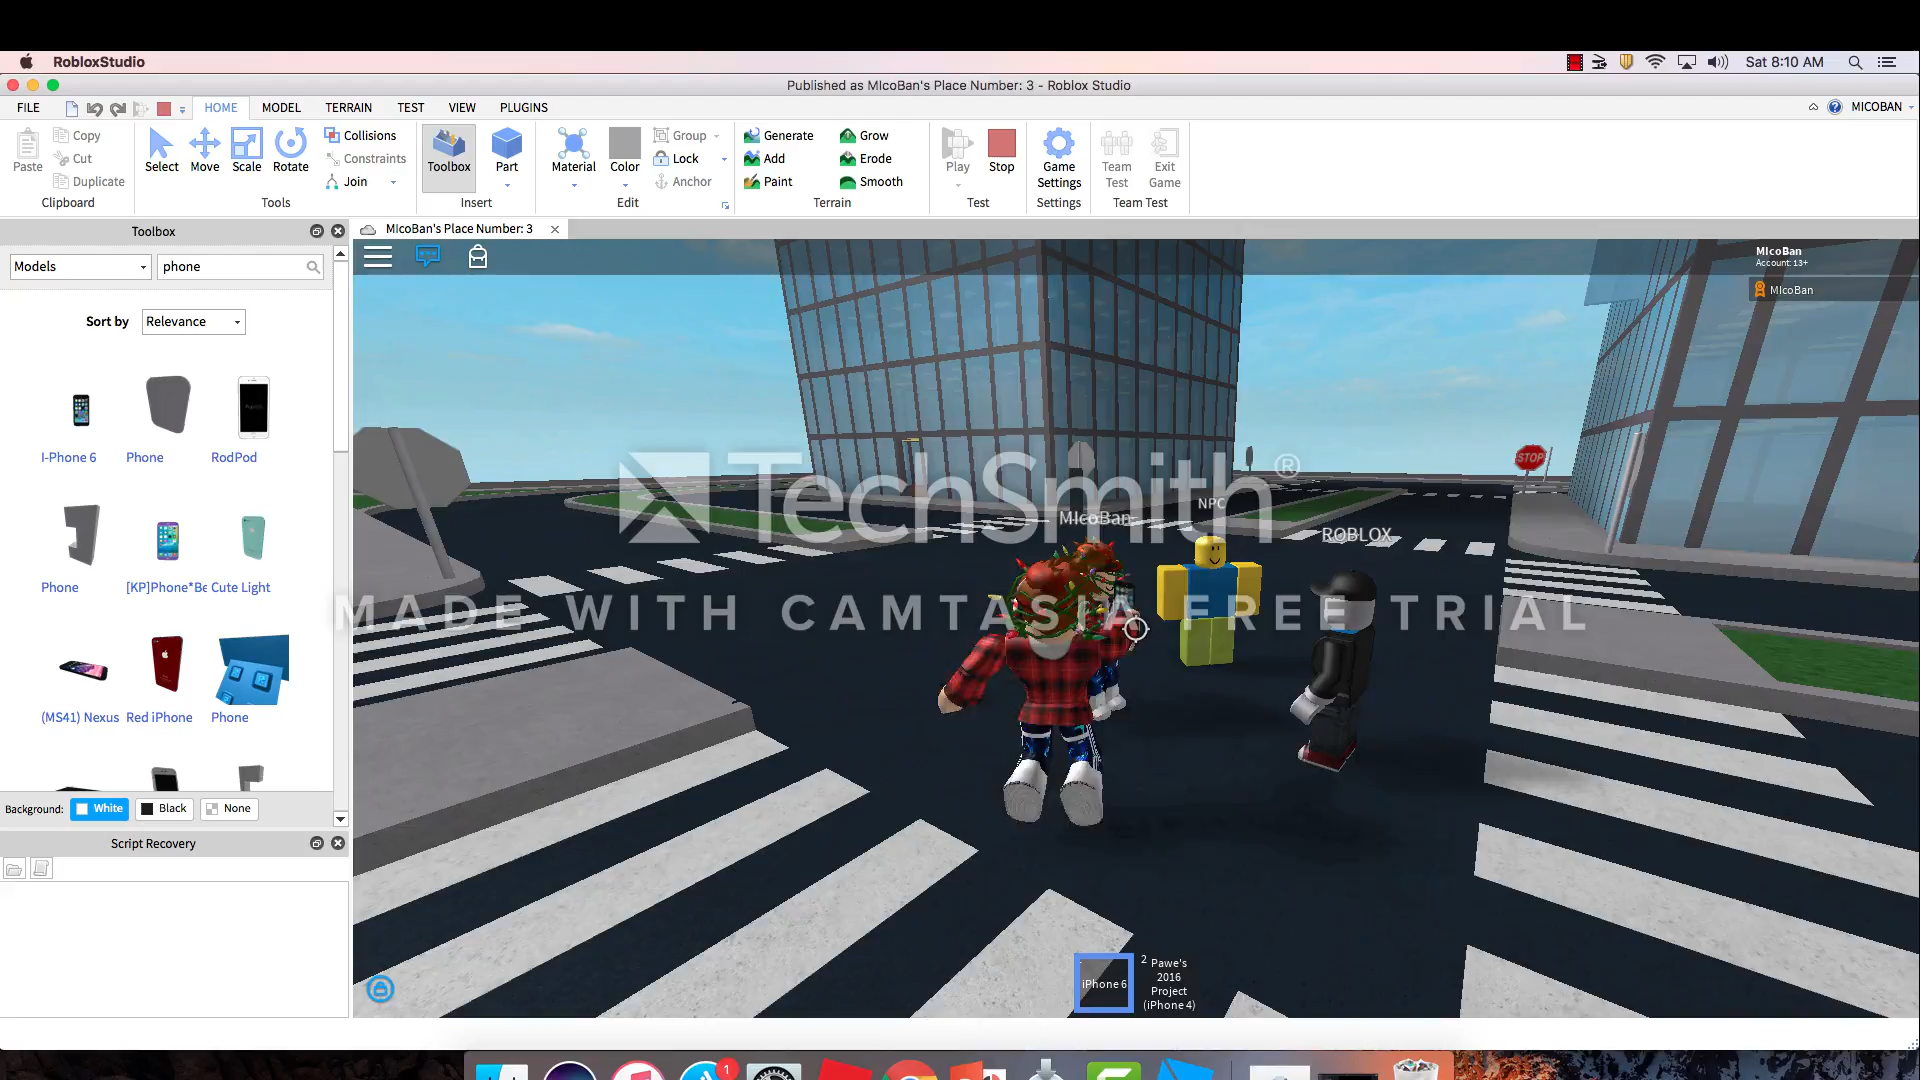 RobloxStudio
Sat 8:10 AM
Published as MIcoBan's Place Number: 3 - Roblox Studio
FILE HOME MODEL TERRAIN TEST VIEW PLUGINS
MICOBAN
Paste
Copy
Cut
Duplicate
Clipboard
Select
Move
Scale
Rotate
Collisions
Constraints
Join
Tools
Toolbox
Part
Insert
Material
Color
Group
Lock
Anchor
Edit
Generate
Add
Paint
Grow
Erode
Smooth
Terrain
Play
Stop
Test
Game Settings
Settings
Team Test
Exit Game
Team Test
Toolbox
Models
phone
Sort by
Relevance
I-Phone 6
Phone
RodPod
Phone
[KP]Phone*Be
Cute Light
(MS41) Nexus
Red iPhone
Phone
Background:
White
Black
None
Script Recovery
MIcoBan's Place Number: 3
MIcoBan
Account: 13+
MIcoBan
STOP
TechSmith®
MIcoBan
NPC
ROBLOX
MADE WITH CAMTASIA FREE TRIAL
iPhone 6
2
Pawe's
2016
Project
(iPhone 4)
1